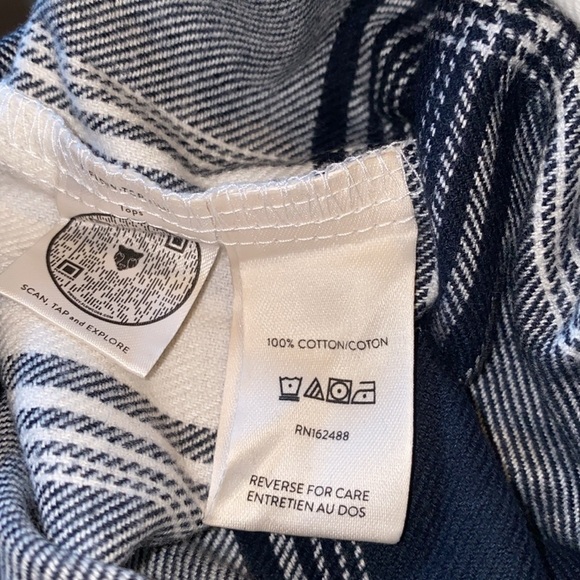 Tops
SCAN, TAP and EXPLORE
100% COTTON/COTON
RN162488
REVERSE FOR CARE
ENTRETIEN AU DOS